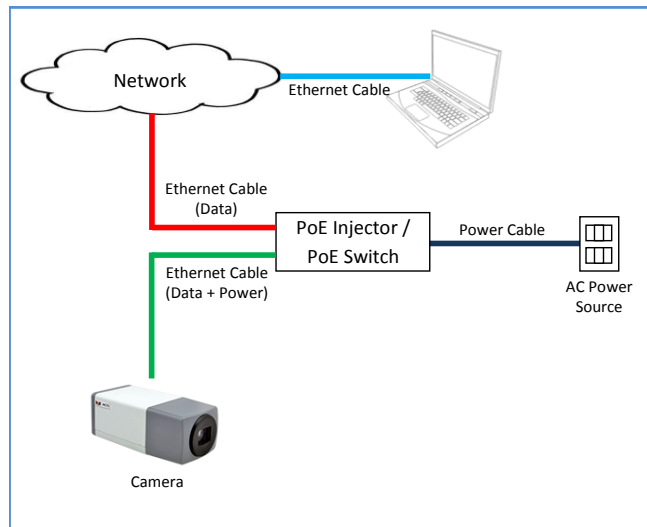 Network
Ethernet Cable
Ethernet Cable
(Data)
PoE Injector /
PoE Switch
Power Cable
Ethernet Cable
(Data + Power)
AC Power
Source
Camera